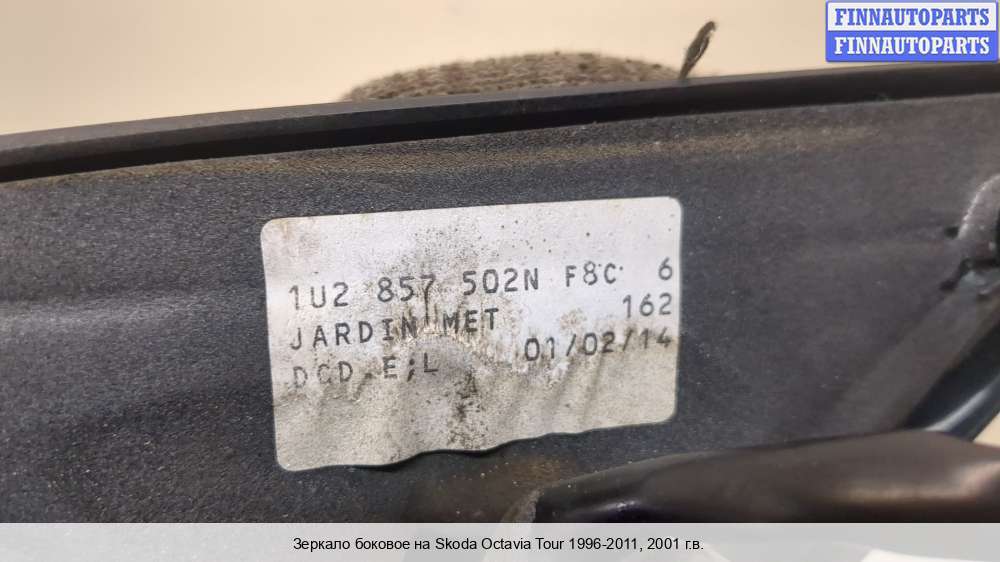 FINNAUTOPARTS
FINNAUTOPARTS
1U2 857 502N F8C 6
JARDIN MET 162
DCD E;L 01/02/14
Зеркало боковое на Skoda Octavia Tour 1996-2011, 2001 г.в.